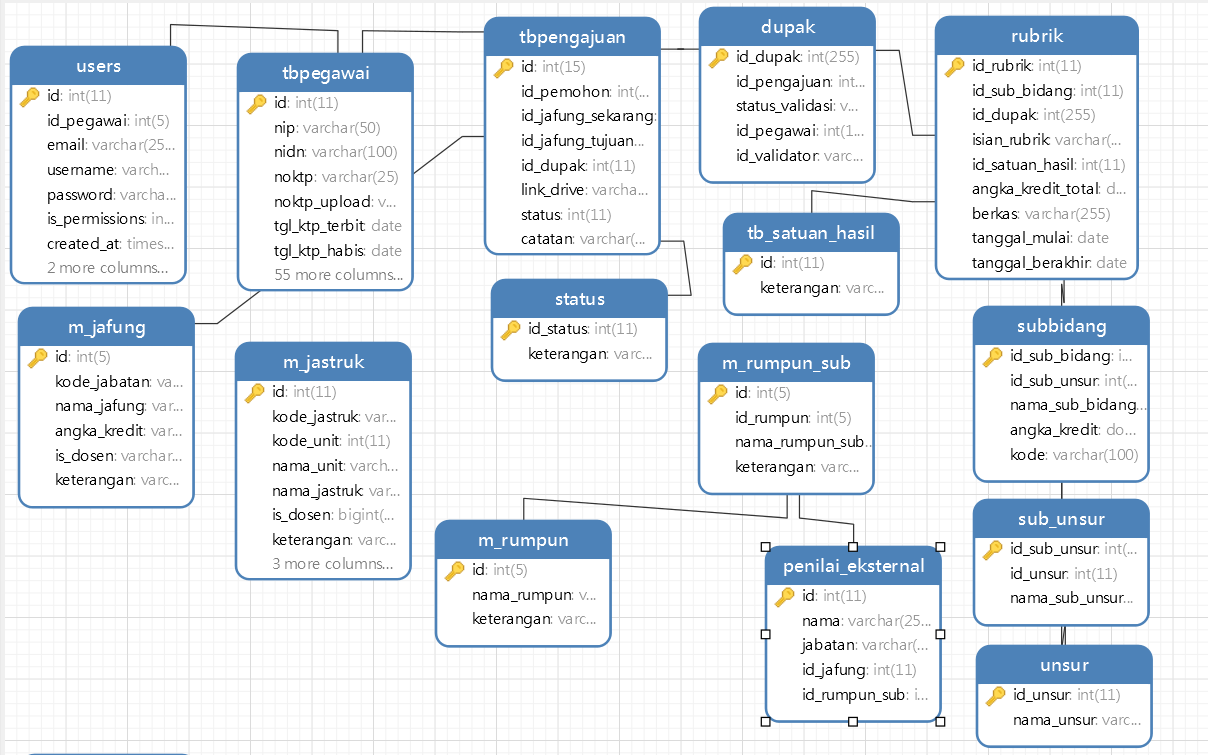 users
id: int(11)
id_pegawai: int(5)
email: varchar(25...
username: varch...
password: varcha...
is_permissions: in...
created_at: times...
2 more columns...
tbpegawai
id: int(11)
nip: varchar(50)
nidn: varchar(100)
noktp: varchar(25)
noktp_upload: v...
tgl_ktp_terbit: date
tgl_ktp_habis: date
55 more columns...
tbpengajuan
id: int(15)
id_pemohon: int(...
id_jafung_sekarang:
id_jafung_tujuan...
id_dupak: int(11)
link_drive: varcha...
status: int(11)
catatan: varchar(...
dupak
id_dupak: int(255)
id_pengajuan: int...
status_validasi: v...
id_pegawai: int(1...
id_validator: varc...
rubrik
id_rubrik: int(11)
id_sub_bidang: int(11)
id_dupak: int(255)
isian_rubrik: varchar(...
id_satuan_hasil: int(11)
angka_kredit_total: d...
berkas: varchar(255)
tanggal_mulai: date
tanggal_berakhir: date
tb_satuan_hasil
id: int(11)
keterangan: varc...
status
id_status: int(11)
keterangan: varc...
m_jafung
id: int(5)
kode_jabatan: va...
nama_jafung: var...
angka_kredit: var...
is_dosen: varchar...
keterangan: varc...
m_jastruk
id: int(11)
kode_jastruk: var...
kode_unit: int(11)
nama_unit: varch...
nama_jastruk: var...
is_dosen: bigint(...
keterangan: varc...
3 more columns...
m_rumpun_sub
id: int(5)
id_rumpun: int(5)
nama_rumpun_sub..
keterangan: varc...
subbidang
id_sub_bidang: i...
id_sub_unsur: int(...
nama_sub_bidang...
angka_kredit: do...
kode: varchar(100)
m_rumpun
id: int(5)
nama_rumpun: v...
keterangan: varc...
penilai_eksternal
id: int(11)
nama: varchar(25...
jabatan: varchar(...
id_jafung: int(11)
id_rumpun_sub: i...
sub_unsur
id_sub_unsur: int(...
id_unsur: int(11)
nama_sub_unsur...
unsur
id_unsur: int(11)
nama_unsur: varc...